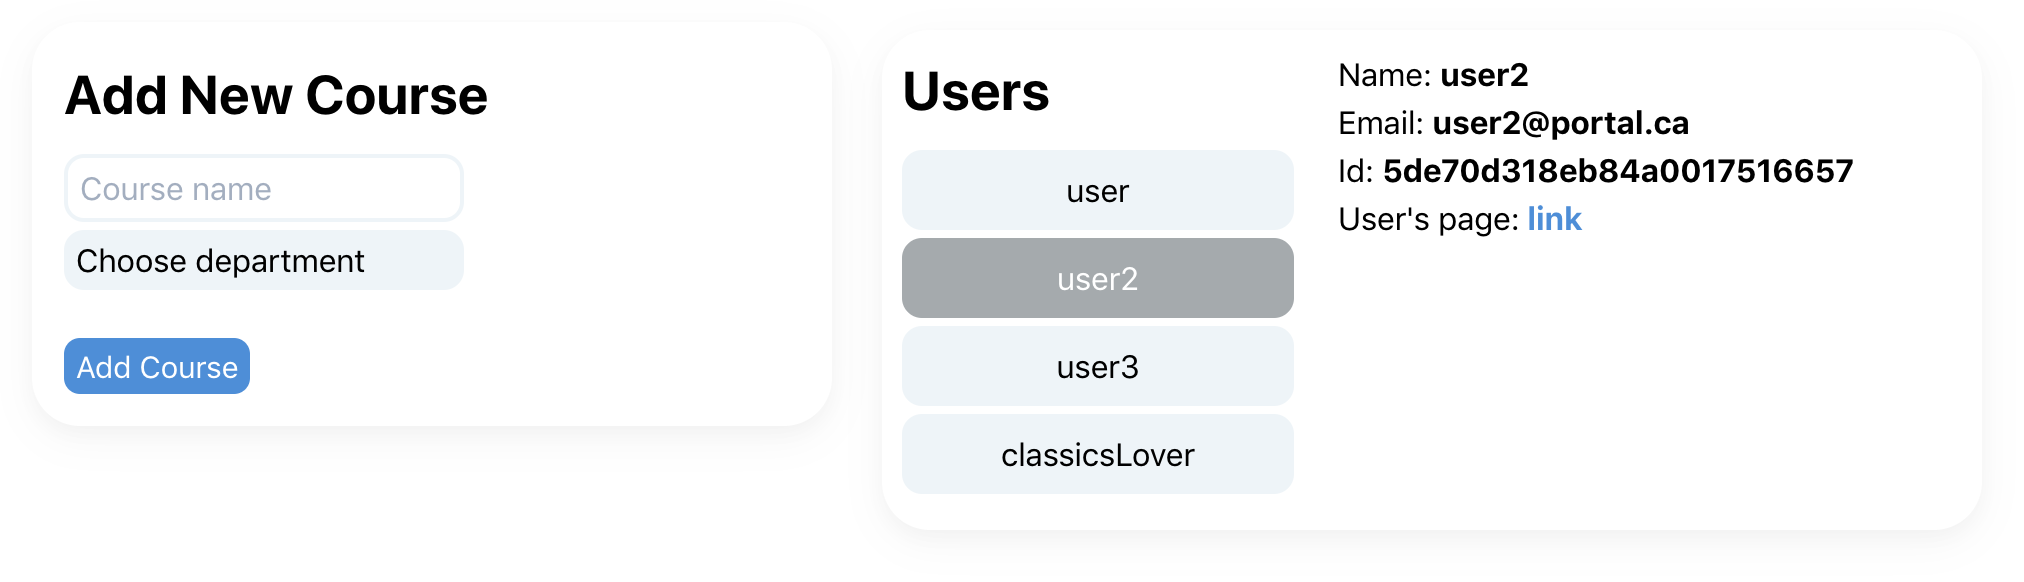 Add New Course
Course name
Choose department
Add Course
Users
user
user2
user3
classicsLover
Name: user2
Email: user2@portal.ca
Id: 5de70d318eb84a0017516657
User's page: link